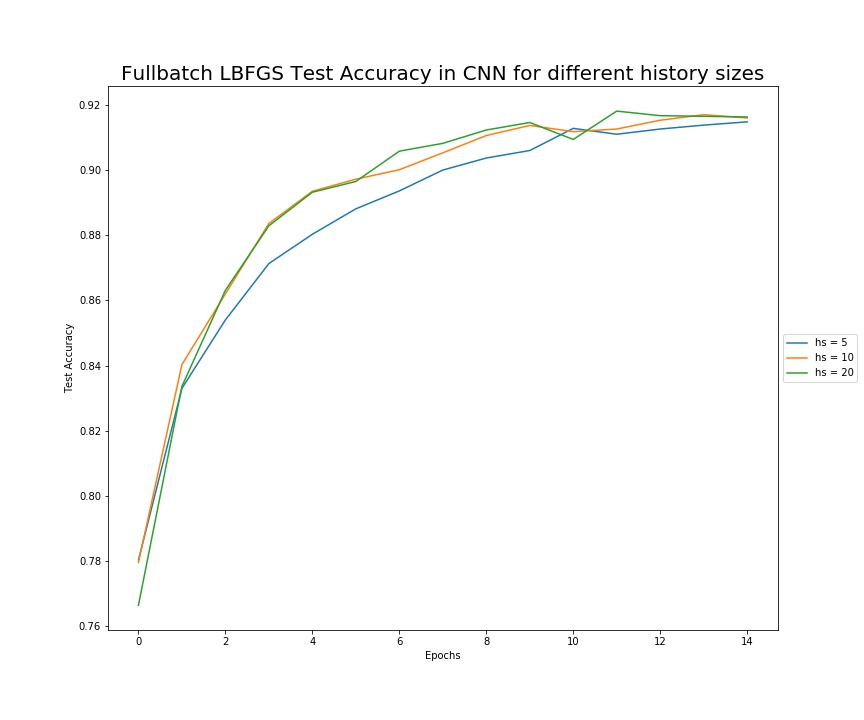 Fullbatch LBFGS Test Accuracy in CNN for different history sizes
0.92
0.90
0.88
0.86
0.84
0.82
0.80
0.78
0.76
Test Accuracy
0 2 4 6 8 10 12 14
Epochs
hs = 5
hs = 10
hs = 20